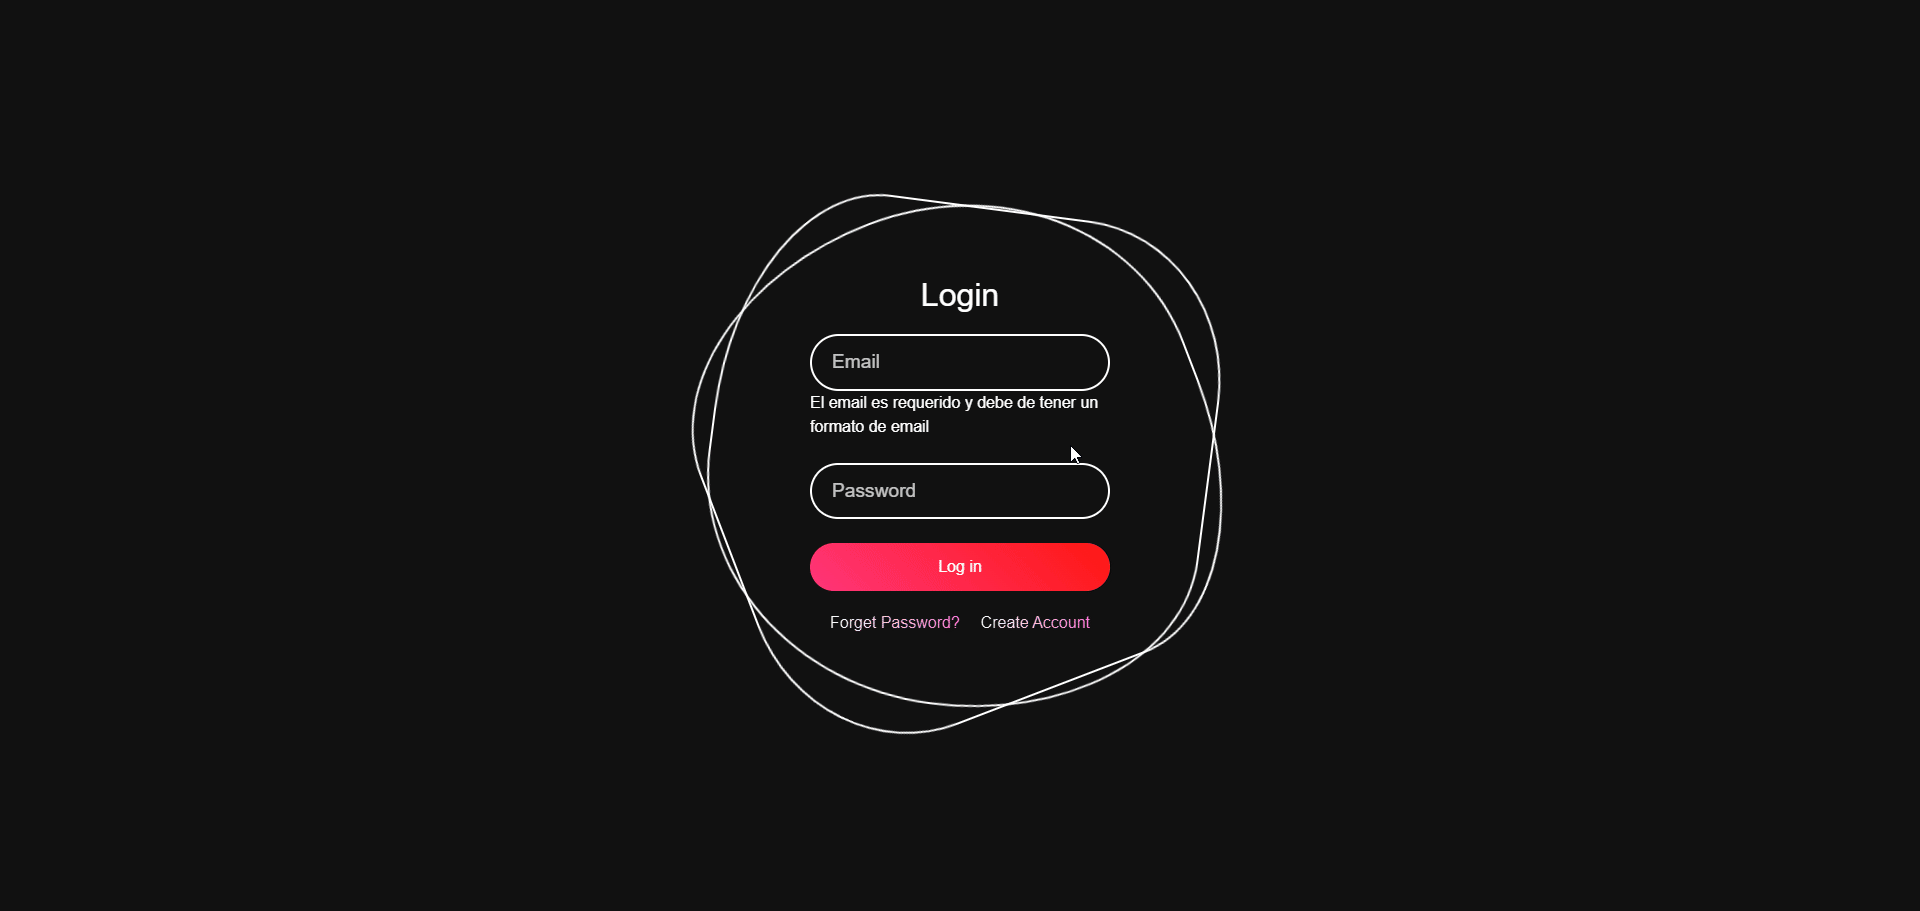 Login
Email
El email es requerido y debe de tener un
formato de email
Password
Log in
Forget Password? Create Account